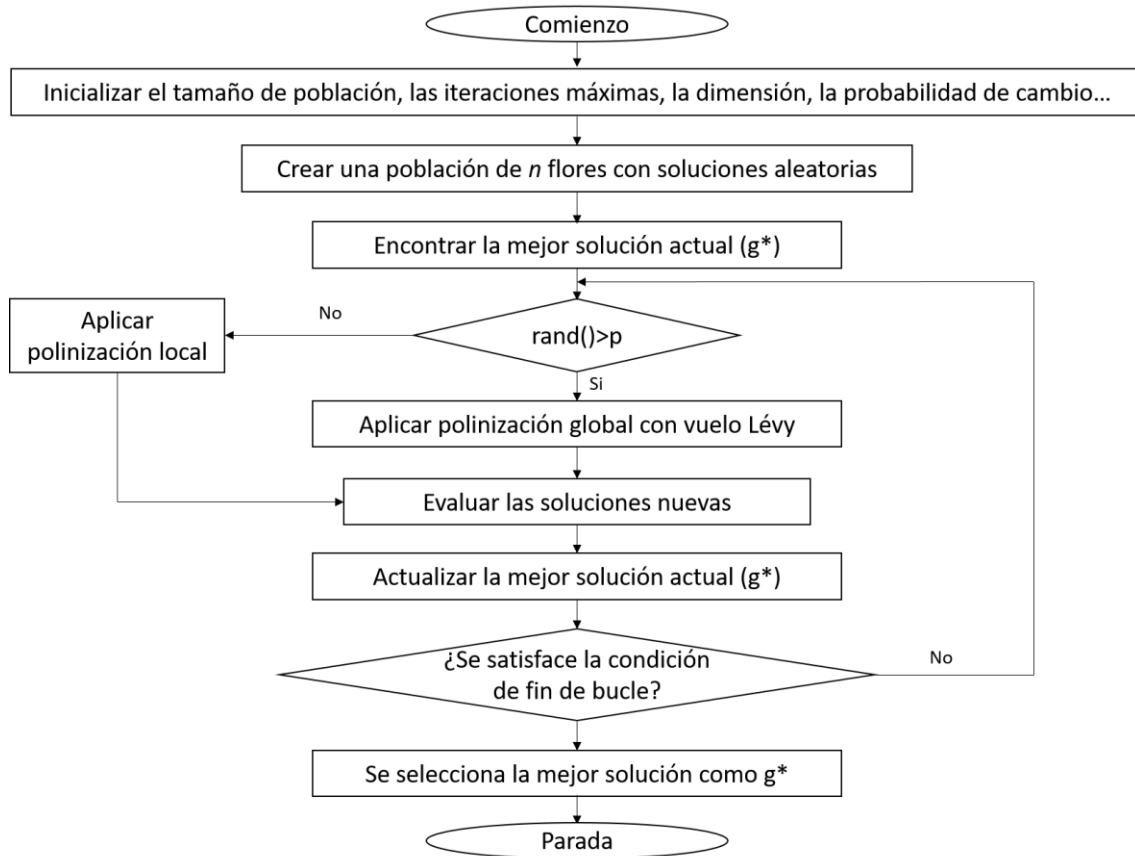 Comienzo
Inicializar el tamaño de población, las iteraciones máximas, la dimensión, la probabilidad de cambio...
Crear una población de n flores con soluciones aleatorias
Encontrar la mejor solución actual (g*)
Aplicar
polinización local
No
rand()>p
Si
Aplicar polinización global con vuelo Lévy
Evaluar las soluciones nuevas
Actualizar la mejor solución actual (g*)
¿Se satisface la condición
de fin de bucle?
No
Se selecciona la mejor solución como g*
Parada